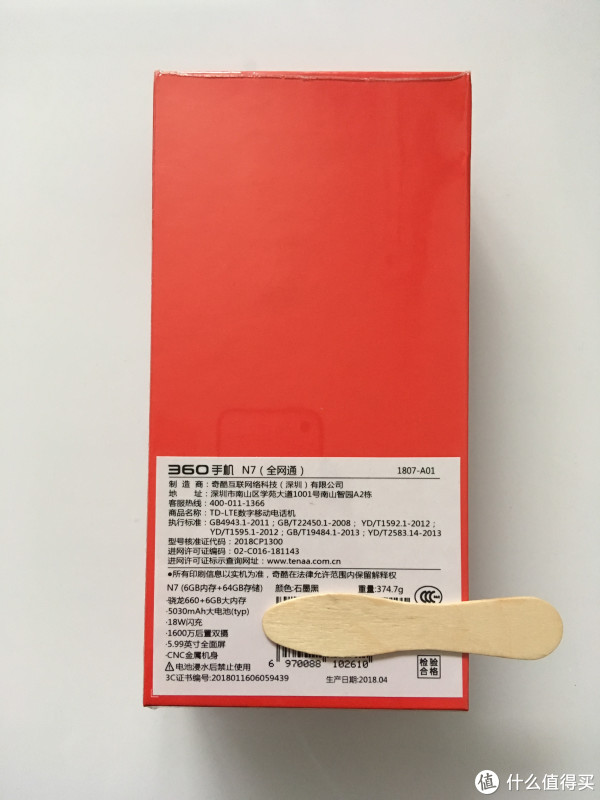 360手机 N7（全网通） 1807-A01
制 造 商：奇酷互联网络科技（深圳）有限公司
地 址：深圳市南山区学苑大道1001号南山智园A2栋
客服热线：400-011-1366
商品名称：TD-LTE数字移动电话机
执行标准：GB4943.1-2011；GB/T22450.1-2008；YD/T1592.1-2012；
YD/T1595.1-2012；GB/T19484.1-2013；YD/T2583.14-2013
型号核准证代码：2018CP1300
进网许可证编码：02-C016-181143
进网许可证标示查询网址：www.tenaa.com.cn
●所有印刷信息以实机为准，奇酷在法律允许范围内保留解释权
N7 (6GB内存+64GB存储) 颜色:石墨黑 重量:374.7g
·骁龙660+6GB大内存
·5030mAh大电池(typ)
·18W闪充
·1600万后置双摄
·5.99英寸全面屏
·CNC金属机身
电池浸水后禁止使用
6 970088 102610
检验合格
3C证书编号:2018011606059439 生产日期:2018.04
值 什么值得买